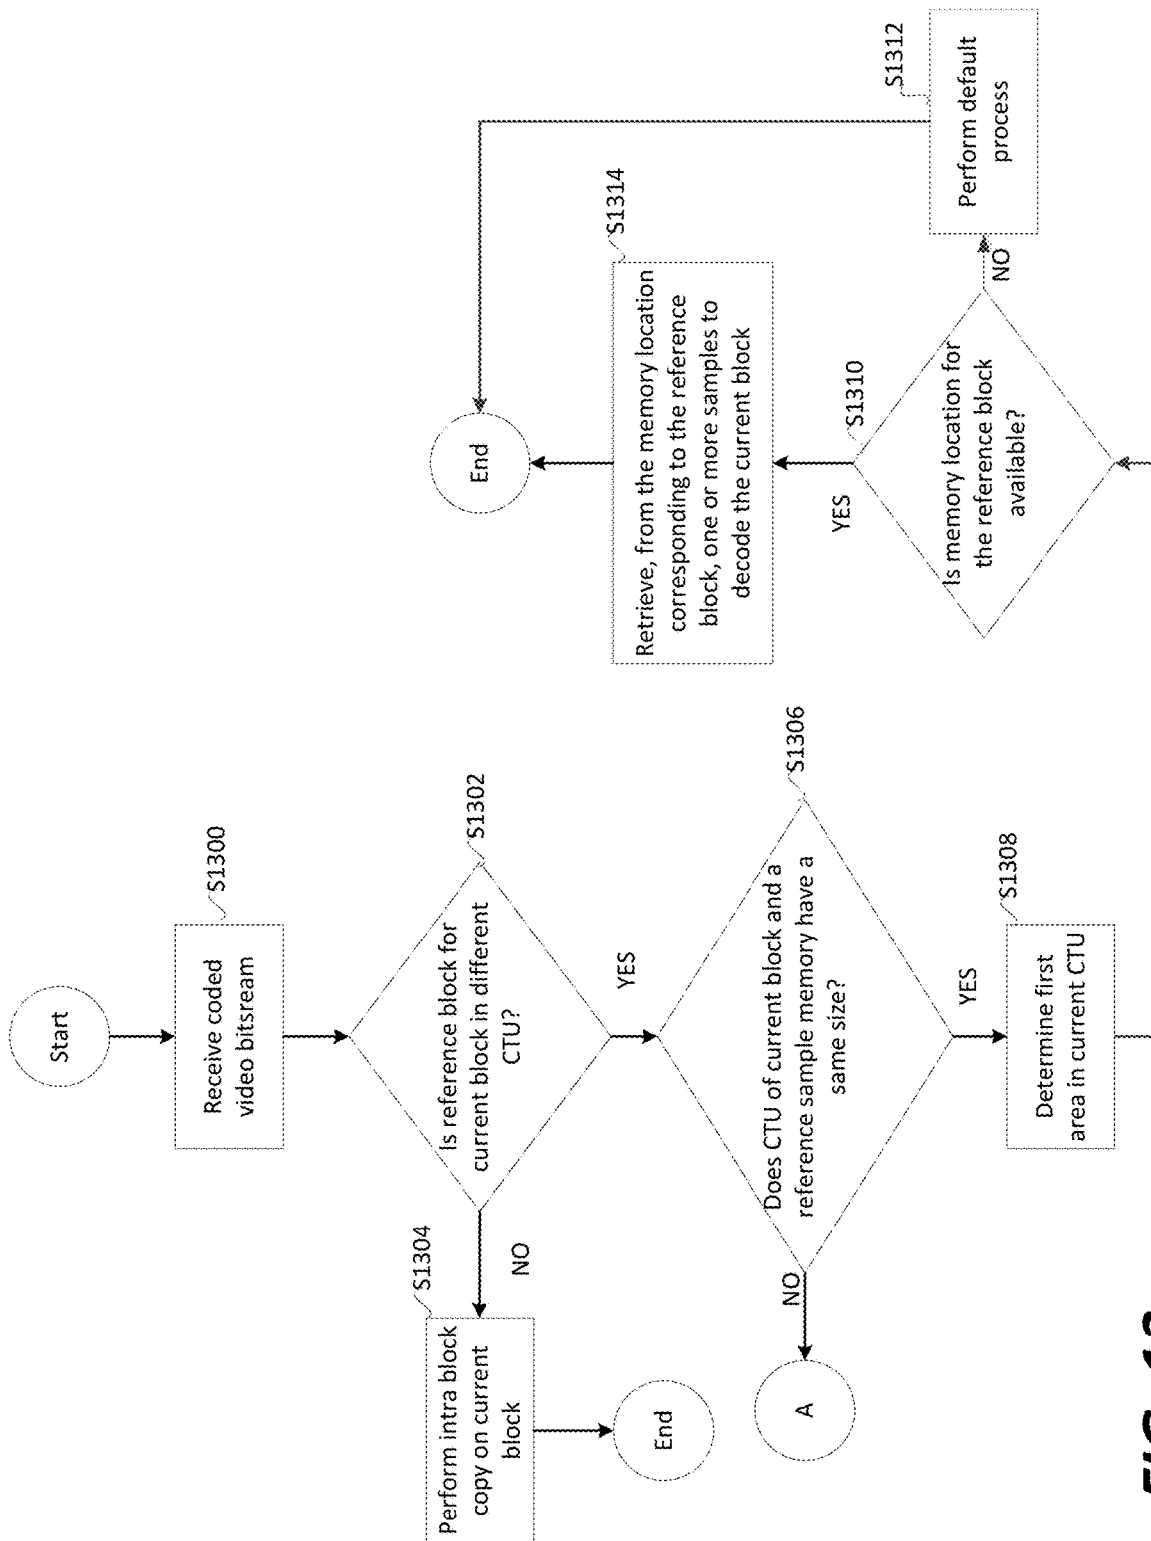 Start
S1300
Receive coded
video bitsream
S1302
Is reference block for
current block in different
CTU?
NO
YES
S1304
Perform intra block
copy on current
block
End
S1306
Does CTU of current block and a
reference sample memory have a
same size?
NO
YES
A
S1308
Determine first
area in current CTU
S1310
Is memory location for
the reference block
available?
YES
NO
S1312
Perform default
process
S1314
Retrieve, from the memory location
corresponding to the reference
block, one or more samples to
decode the current block
End